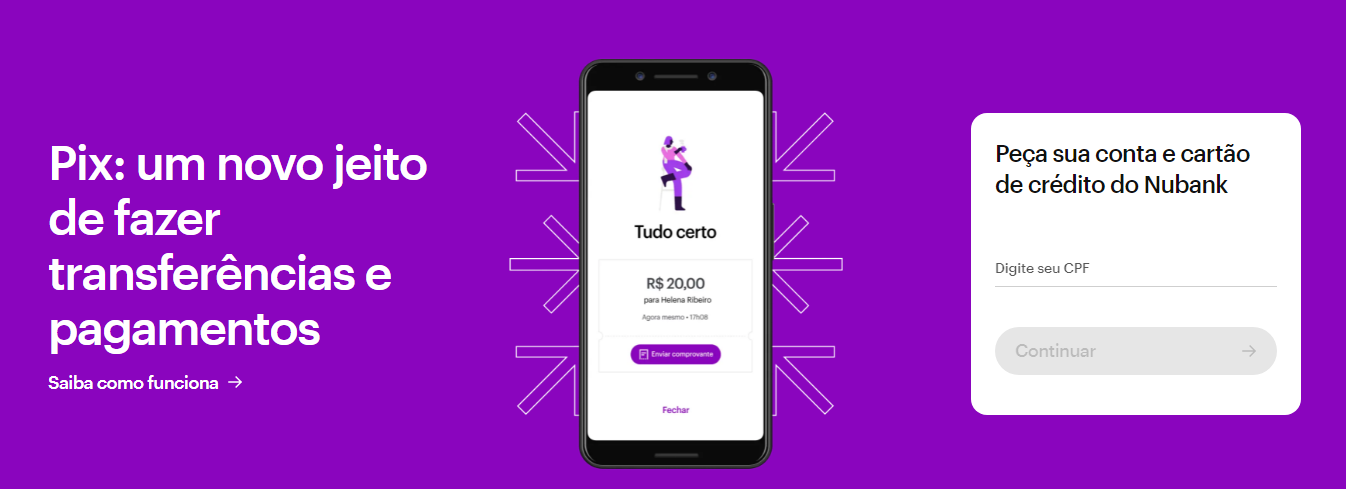 Pix: um novo jeito
de fazer
transferências e
pagamentos
Saiba como funciona
Tudo certo
R$ 20,00
para Helena Ribeiro
Agora mesmo • 17h08
Enviar comprovante
Fechar
Peça sua conta e cartão
de crédito do Nubank
Digite seu CPF
Continuar